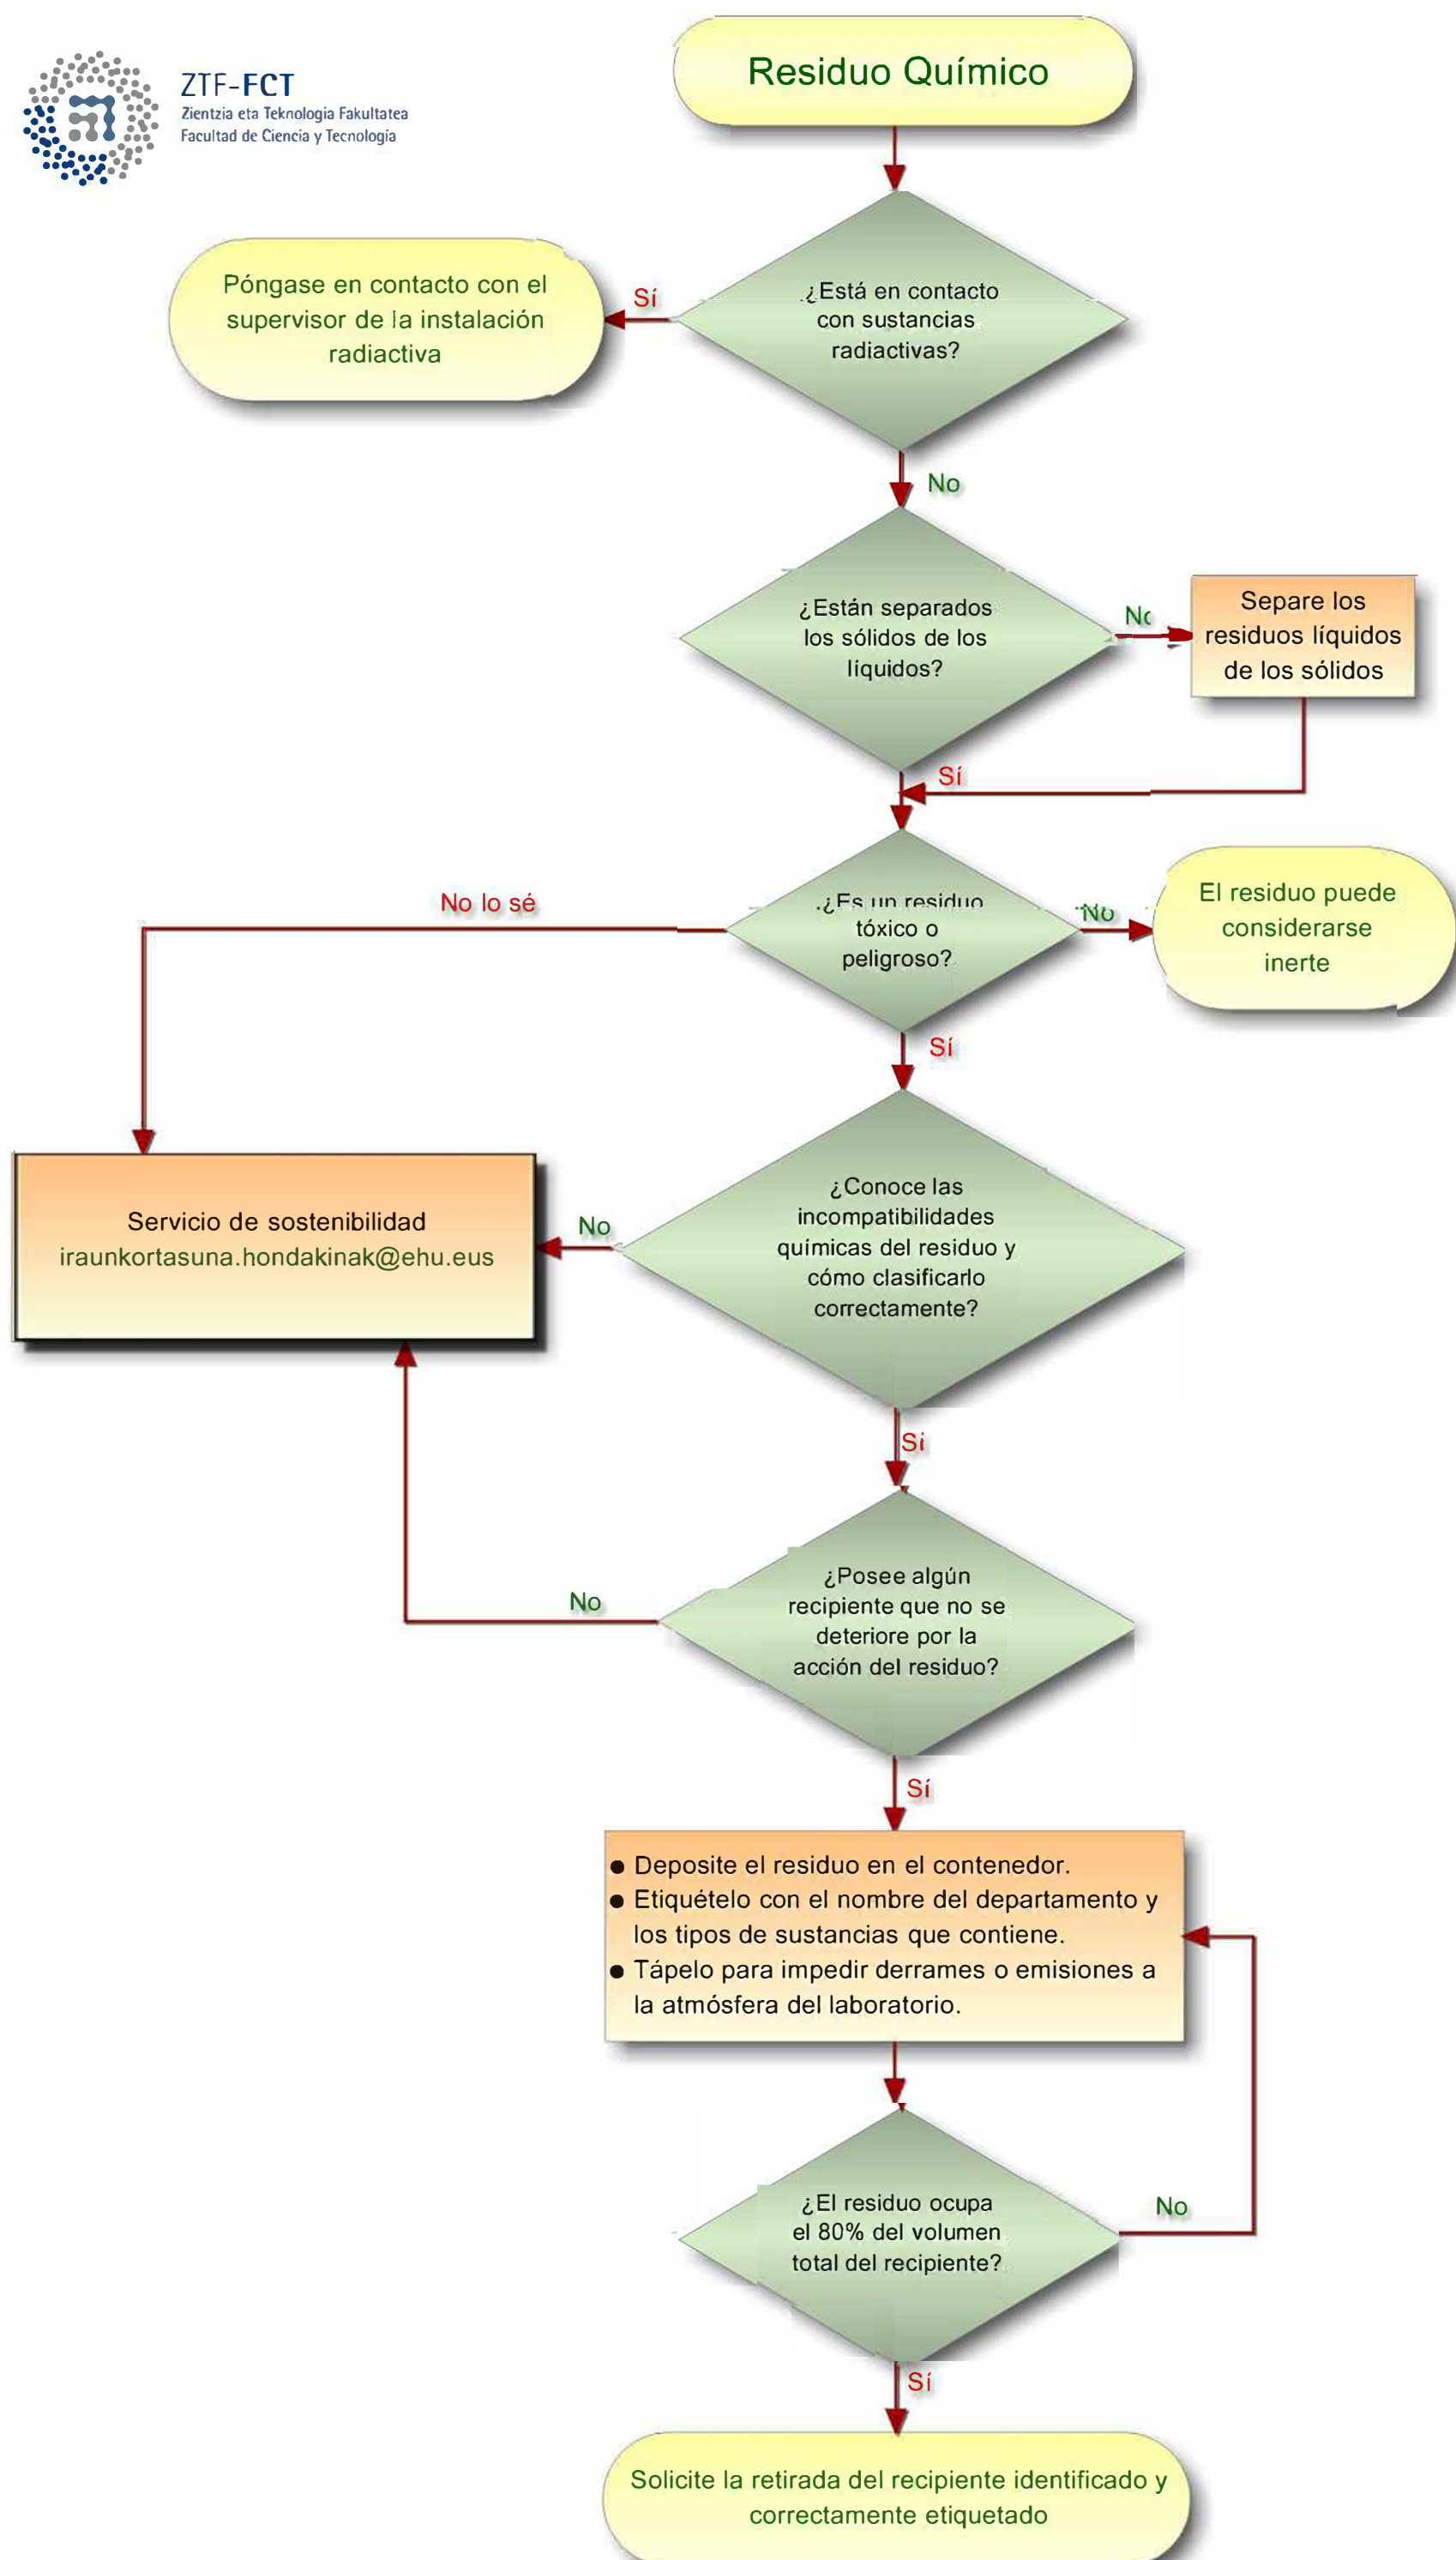 Residuo Químico
ZTF-FCT
Zientzia eta Teknologia Fakultatea
Facultad de Ciencia y Tecnología
Póngase en contacto con el
supervisor de la instalación
radiactiva
Sí
¿Está en contacto
con sustancias
radiactivas?
No
¿Están separados
los sólidos de los
líquidos?
No
Separe los
residuos líquidos
de los sólidos
Sí
No lo sé
¿Es un residuo
tóxico o
peligroso?
No
El residuo puede
considerarse
inerte
Sí
Servicio de sostenibilidad
iraunkortasuna.hondakinak@ehu.eus
No
¿Conoce las
incompatibilidades
químicas del residuo y
cómo clasificarlo
correctamente?
Sí
No
¿Posee algún
recipiente que no se
deteriore por la
acción del residuo?
Sí
● Deposite el residuo en el contenedor.
● Etiquételo con el nombre del departamento y
los tipos de sustancias que contiene.
● Tápelo para impedir derrames o emisiones a
la atmósfera del laboratorio.
¿El residuo ocupa
el 80% del volumen
total del recipiente?
No
Sí
Solicite la retirada del recipiente identificado y
correctamente etiquetado